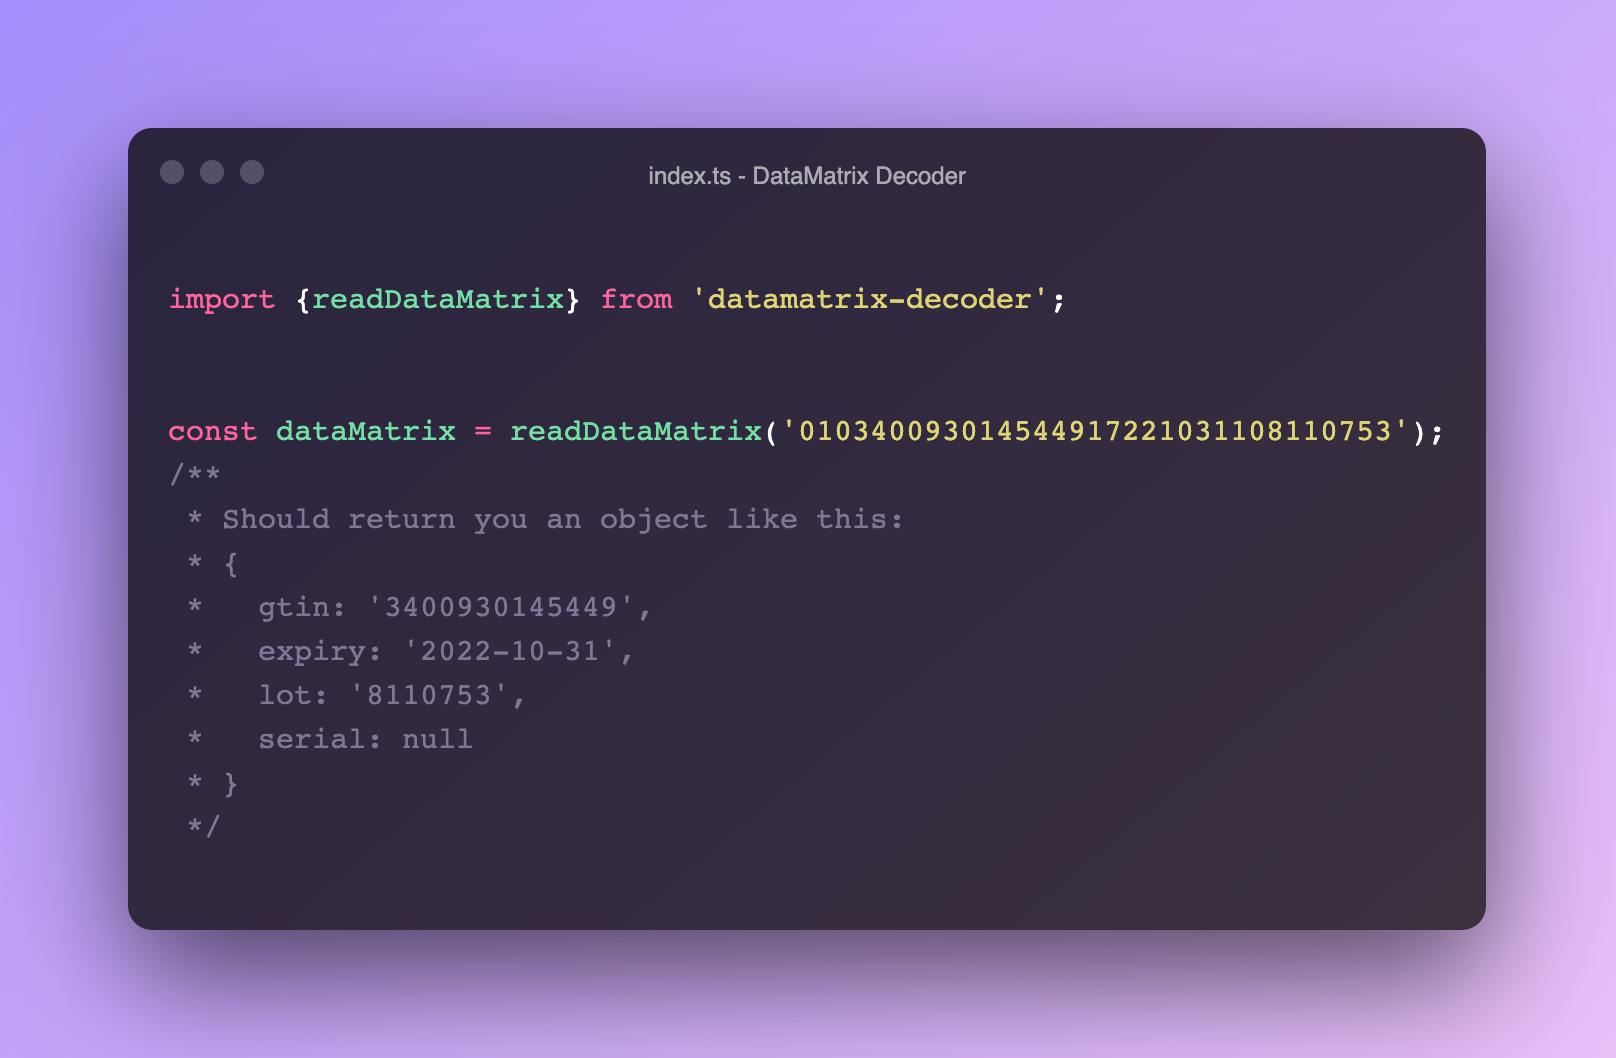 index.ts - DataMatrix Decoder
import {readDataMatrix} from 'datamatrix-decoder';
const dataMatrix = readDataMatrix('010340093014544917221031108110753');
/**
 * Should return you an object like this:
 * {
 *   gtin: '3400930145449',
 *   expiry: '2022-10-31',
 *   lot: '8110753',
 *   serial: null
 * }
 */